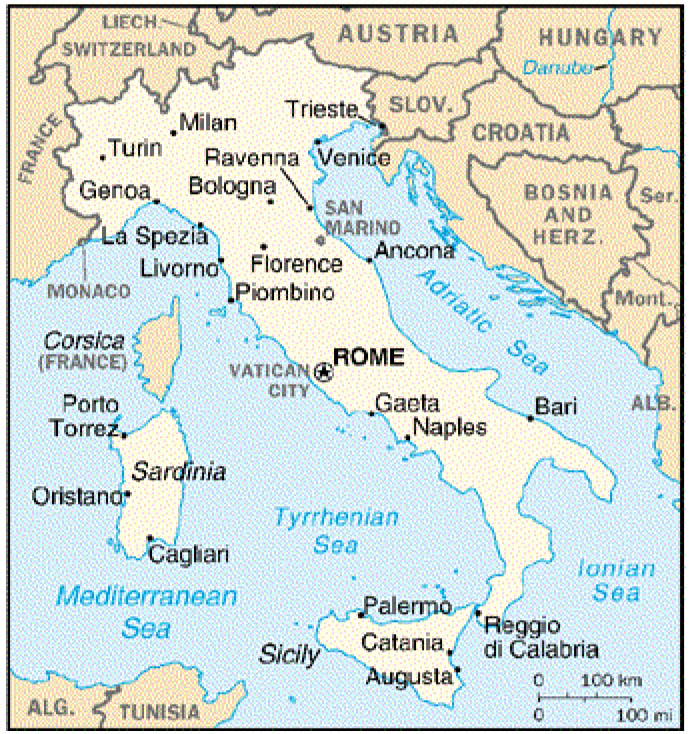 LIECH.
AUSTRIA
HUNGARY
SWITZERLAND
Danube
SLOV.
Trieste
Milan
CROATIA
FRANCE
Turin
Ravenna
Venice
Genoa
Bologna
SAN
MARINO
BOSNIA
AND
HERZ.
Ser.
La Spezia
Ancona
Livorno
Florence
MONACO
Piombino
Adriatic Sea
Mont.
Corsica
(FRANCE)
ROME
VATICAN
CITY
Porto
Torrez
Gaeta
Bari
ALB.
Naples
Sardinia
Oristano
Tyrrhenian
Sea
Cagliari
Mediterranean
Sea
Ionian
Sea
Palermo
Reggio
di Calabria
Sicily
Catania
Augusta
0 100 km
0 100 mi
ALG.
TUNISIA